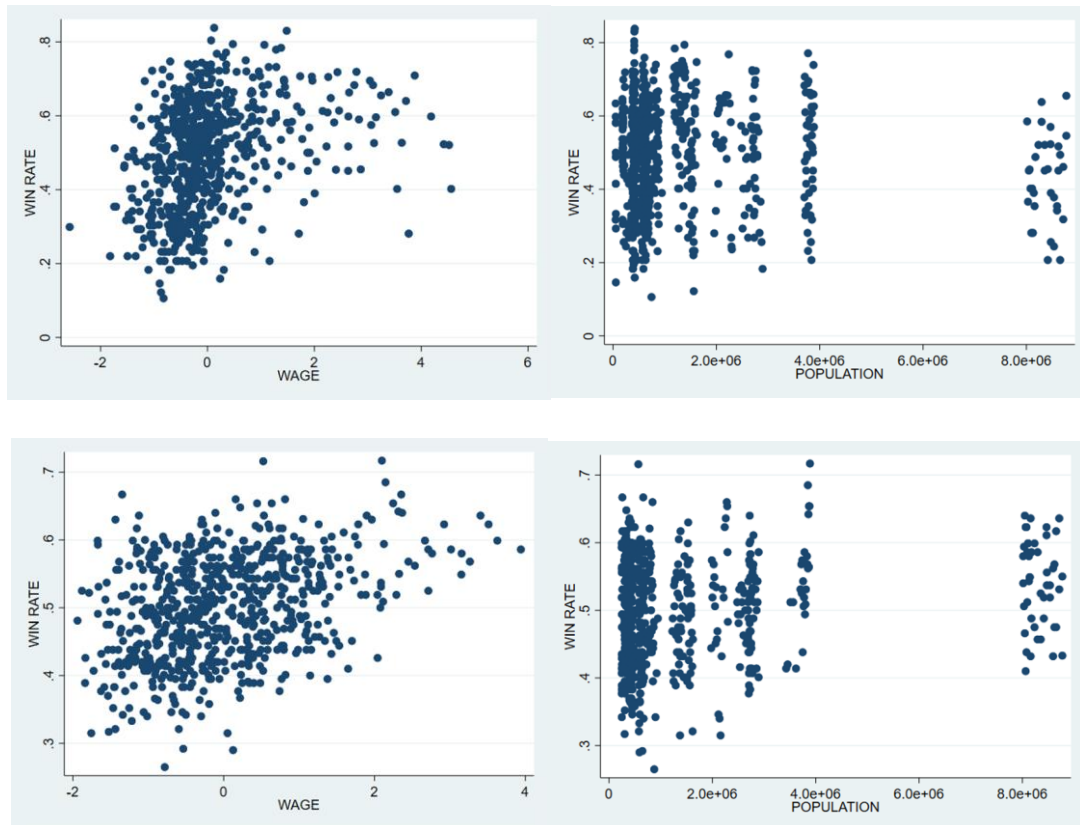 WIN RATE
.8
.6
.4
.2
0
-2
0
2
4
6
WAGE
WIN RATE
.8
.6
.4
.2
0
0
2.0e+06
4.0e+06
6.0e+06
8.0e+06
POPULATION
WIN RATE
.7
.6
.5
.4
.3
-2
0
2
4
WAGE
WIN RATE
.7
.6
.5
.4
.3
0
2.0e+06
4.0e+06
6.0e+06
8.0e+06
POPULATION